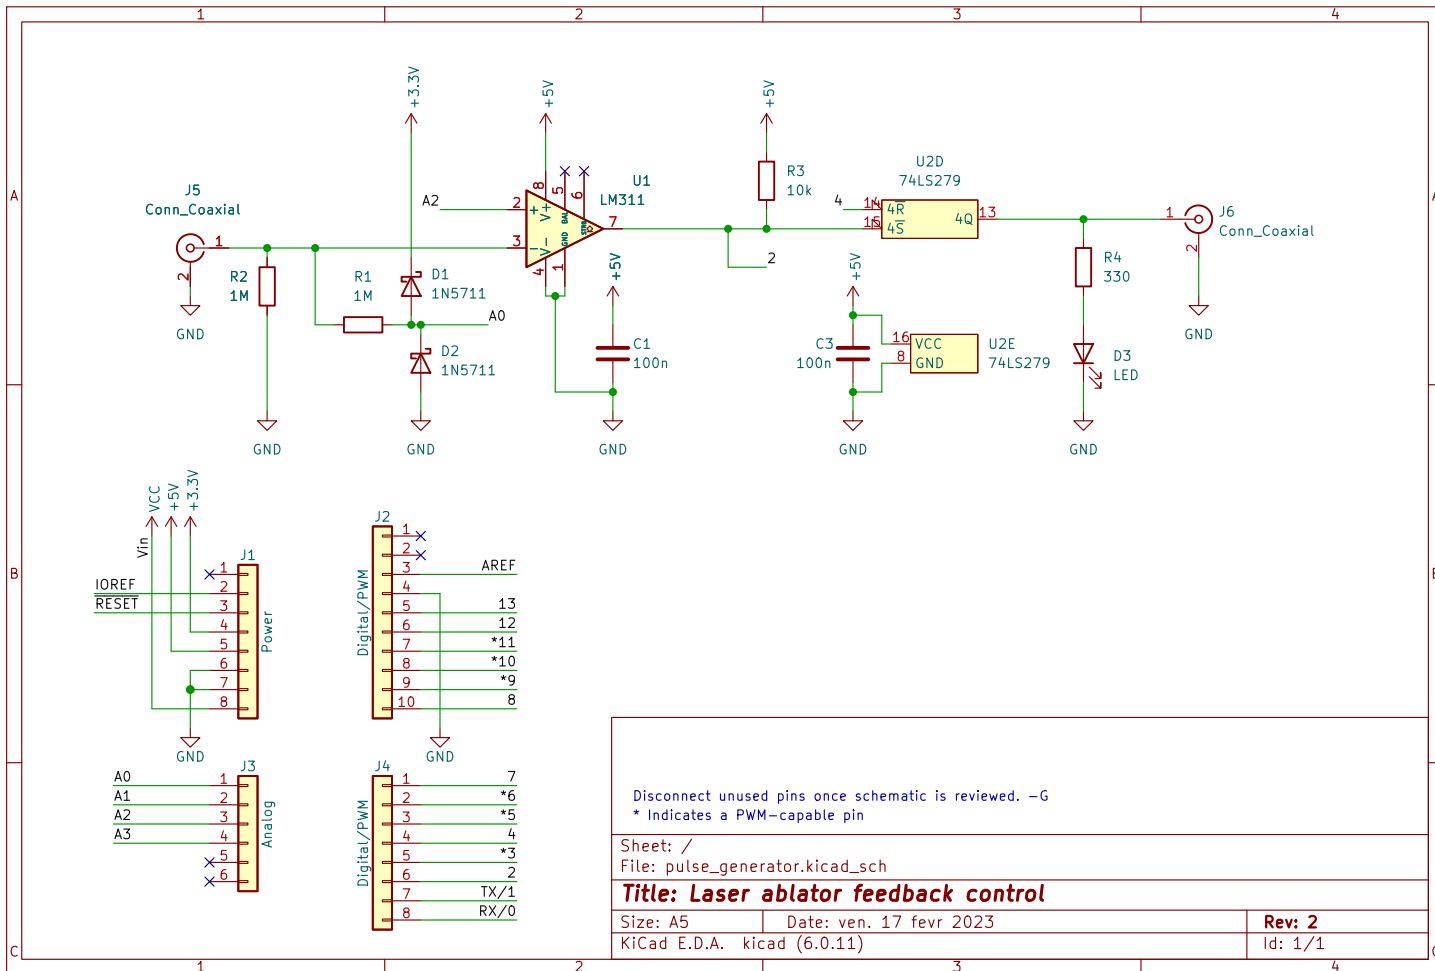 1 2 3 4
A
B
C
A
J5
Conn_Coaxial
1
2
GND
R2
1M
GND
R1
1M
+3.3V
D1
1N5711
A0
D2
1N5711
GND
A2
+5V
U1
LM311
2
3
8
5
6
7
4
1
+
-
V+
V-
BAL
STRB
GND
+5V
C1
100n
GND
+5V
R3
10k
2
4
U2D
74LS279
14
15
4R
4S
4Q
13
+5V
C3
100n
GND
16
8
VCC
GND
U2E
74LS279
R4
330
D3
LED
GND
J6
Conn_Coaxial
1
2
GND
VCC
+5V
+3.3V
Vin
IOREF
RESET
J1
Power
1
2
3
4
5
6
7
8
GND
J2
Digital/PWM
1
2
3 AREF
4
5 13
6 12
7 *11
8 *10
9 *9
10 8
GND
J3
Analog
A0 1
A1 2
A2 3
A3 4
5
6
J4
Digital/PWM
1 7
2 *6
3 *5
4 4
5 *3
6 2
7 TX/1
8 RX/0
Disconnect unused pins once schematic is reviewed. -G
* Indicates a PWM-capable pin
Sheet: /
File: pulse_generator.kicad_sch
Title: Laser ablator feedback control
Size: A5 Date: ven. 17 fevr 2023 Rev: 2
KiCad E.D.A. kicad (6.0.11) Id: 1/1
1 2 3 4